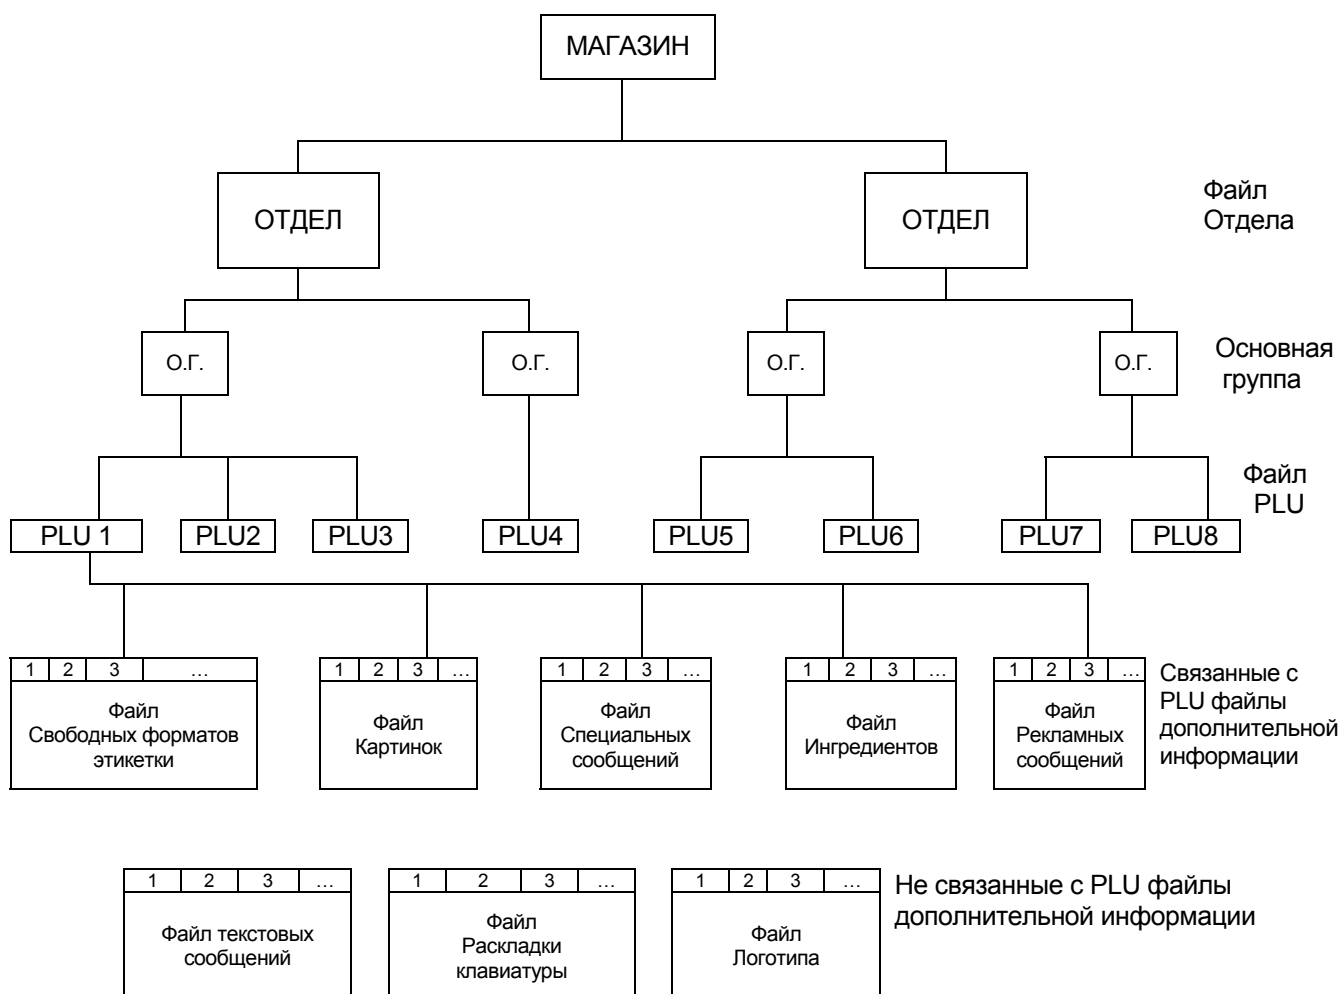 МАГАЗИН
ОТДЕЛ
ОТДЕЛ
Файл
Отдела
О.Г.
О.Г.
О.Г.
О.Г.
Основная
группа
Файл
PLU
PLU 1
PLU2
PLU3
PLU4
PLU5
PLU6
PLU7
PLU8
1 2 3 …
Файл
Свободных форматов
этикетки
1 2 3 …
Файл
Картинок
1 2 3 …
Файл
Специальных
сообщений
1 2 3 …
Файл
Ингредиентов
1 2 3 …
Файл
Рекламных
сообщений
Связанные с
PLU файлы
дополнительной
информации
1 2 3 …
Файл текстовых
сообщений
1 2 3 …
Файл
Раскладки
клавиатуры
1 2 3 …
Файл
Логотипа
Не связанные с PLU файлы
дополнительной информации